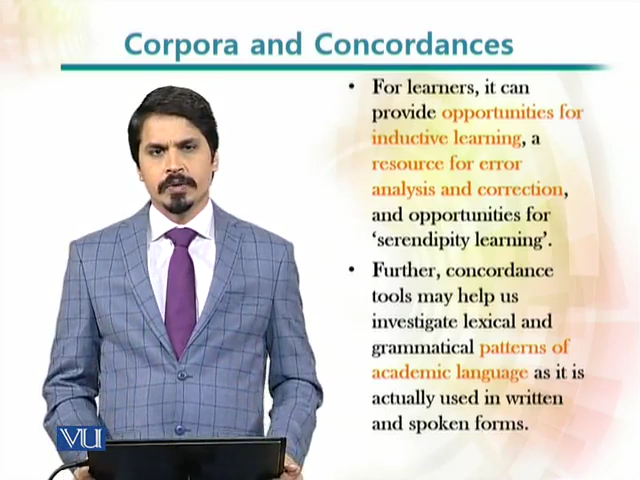 Corpora and Concordances
• For learners, it can
provide opportunities for
inductive learning, a
resource for error
analysis and correction,
and opportunities for
‘serendipity learning’.
• Further, concordance
tools may help us
investigate lexical and
grammatical patterns of
academic language as it is
actually used in written
and spoken forms.
VU